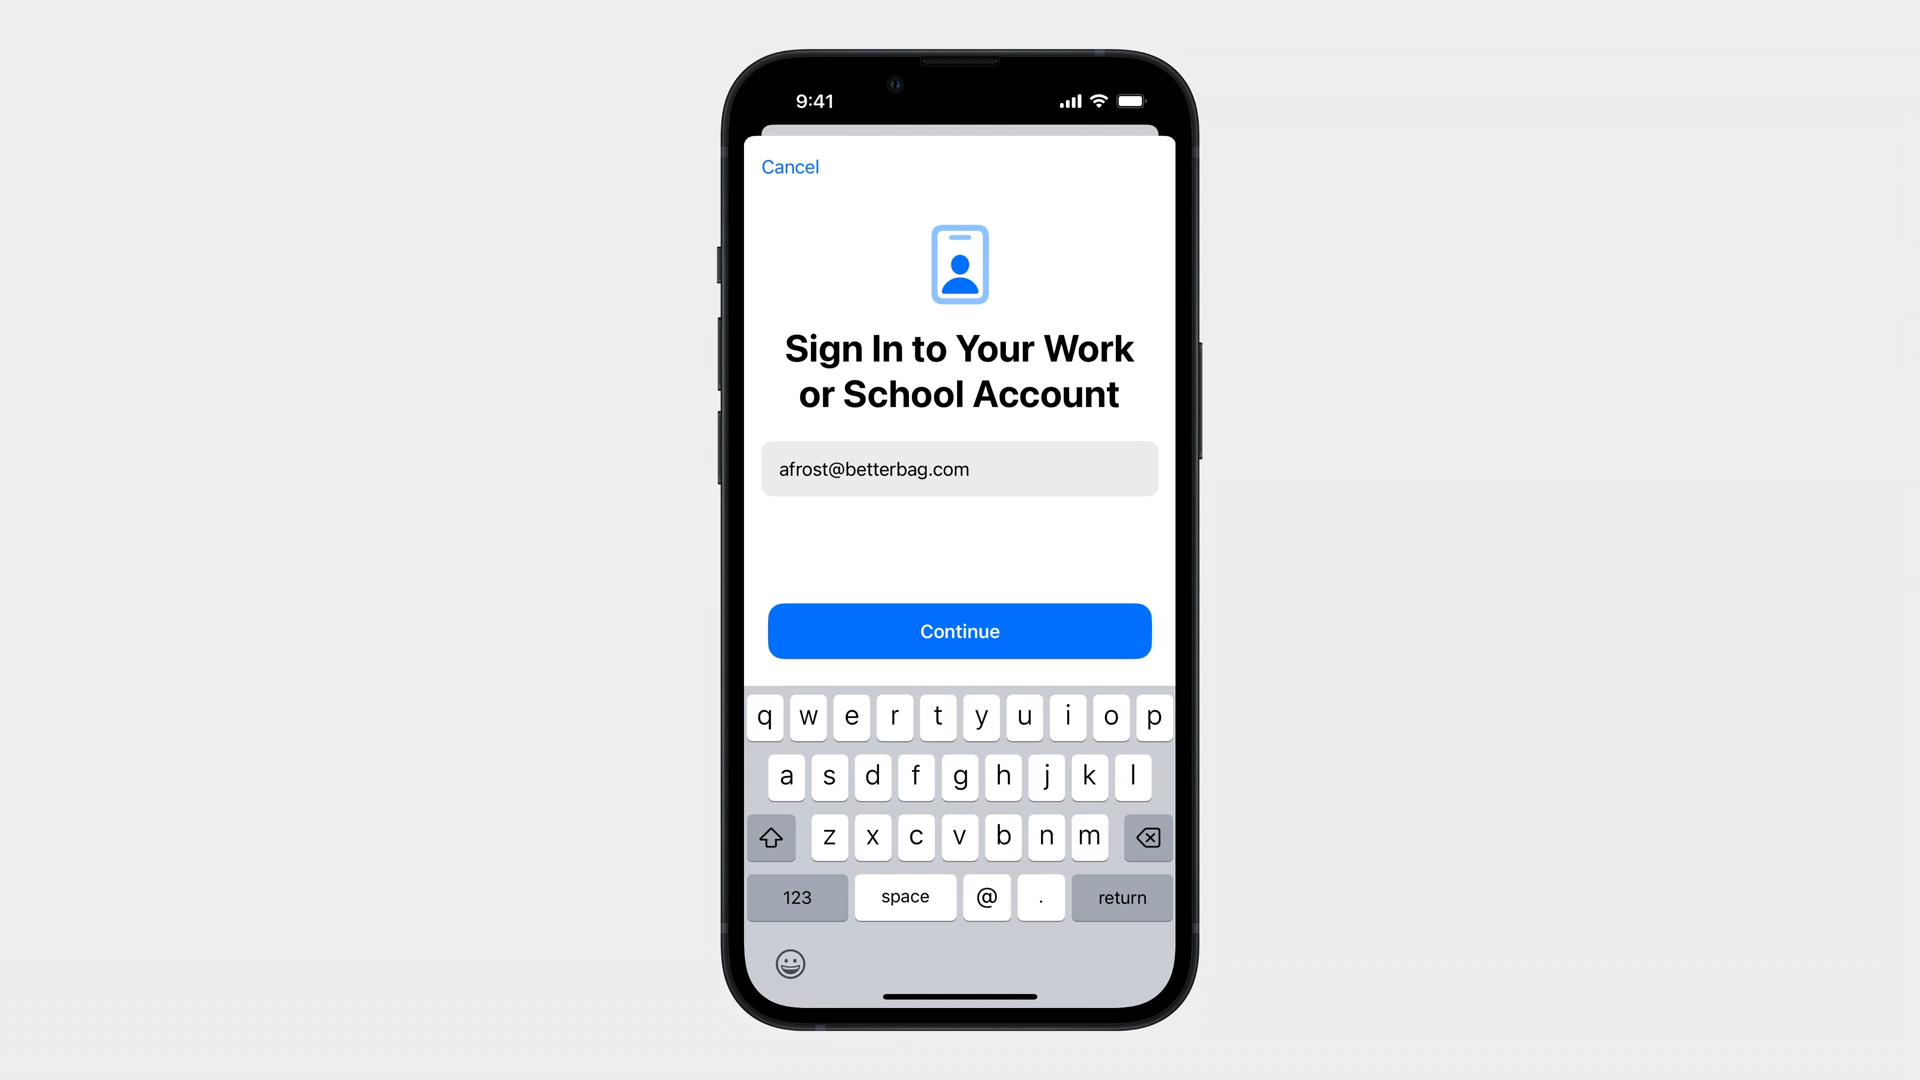 9:41
Cancel
Sign In to Your Work
or School Account
afrost@betterbag.com
Continue
q w e r t y u i o p
a s d f g h j k l
z x c v b n m
123 space @ . return